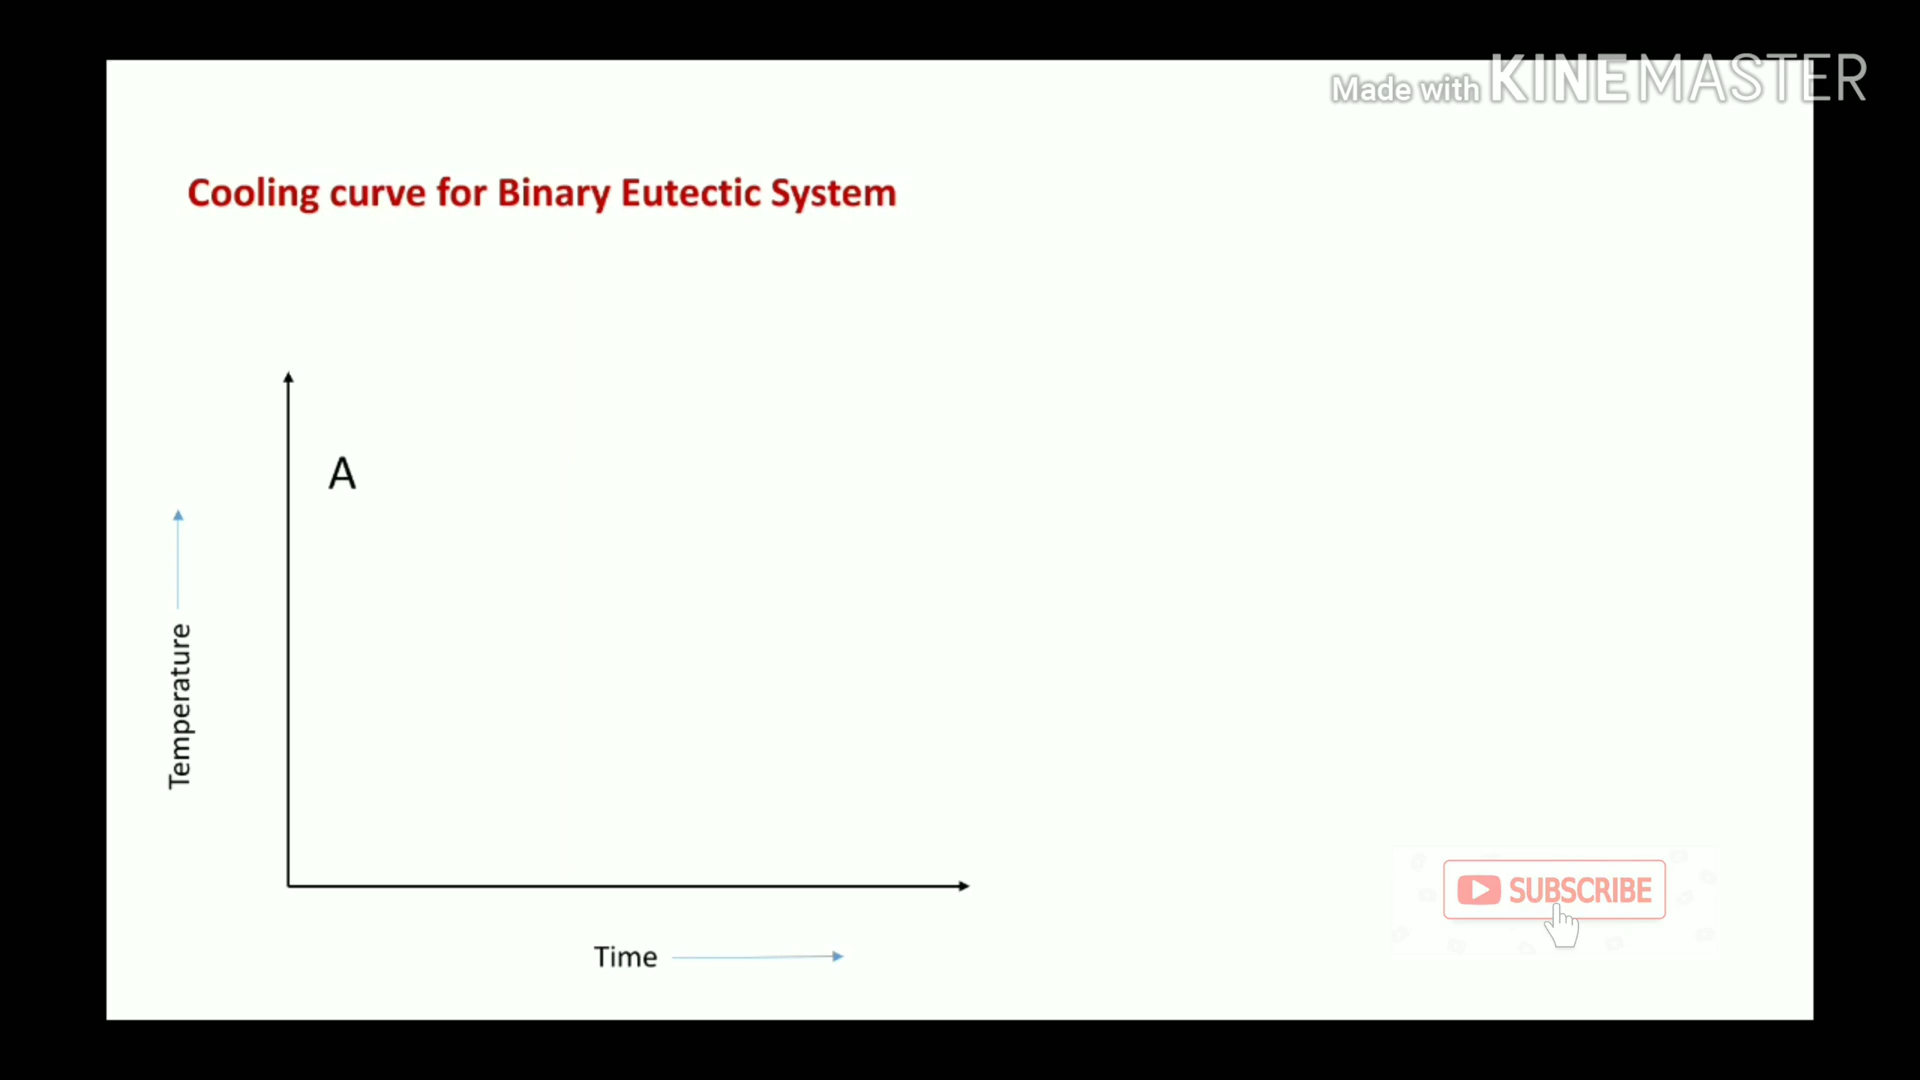 Made with KINEMASTER
Cooling curve for Binary Eutectic System
A
Temperature
SUBSCRIBE
Time